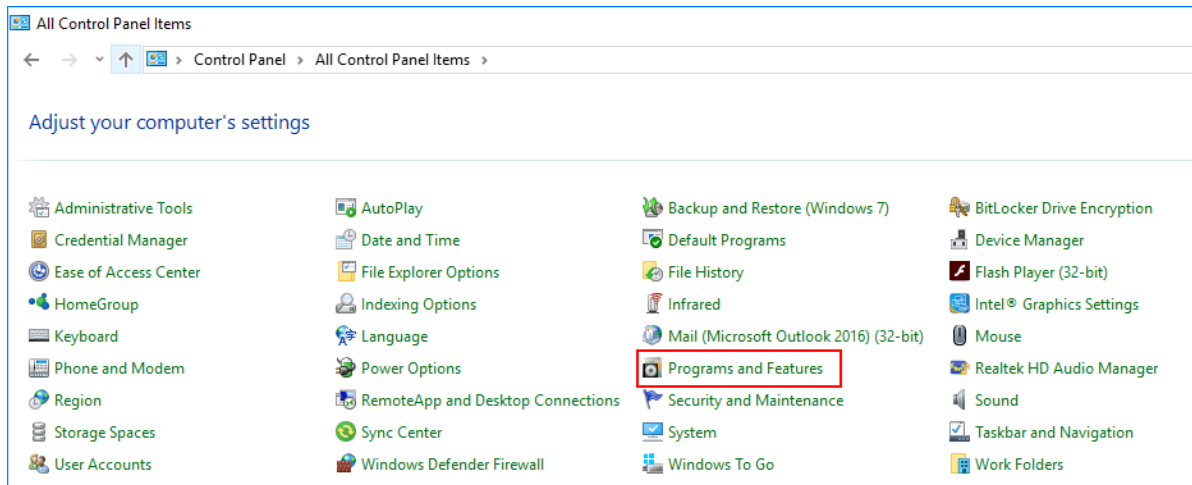 All Control Panel Items
Control Panel > All Control Panel Items >
Adjust your computer's settings
Administrative Tools AutoPlay Backup and Restore (Windows 7) BitLocker Drive Encryption
Credential Manager Date and Time Default Programs Device Manager
Ease of Access Center File Explorer Options File History Flash Player (32-bit)
HomeGroup Indexing Options Infrared Intel® Graphics Settings
Keyboard Language Mail (Microsoft Outlook 2016) (32-bit) Mouse
Phone and Modem Power Options Programs and Features Realtek HD Audio Manager
Region RemoteApp and Desktop Connections Security and Maintenance Sound
Storage Spaces Sync Center System Taskbar and Navigation
User Accounts Windows Defender Firewall Windows To Go Work Folders